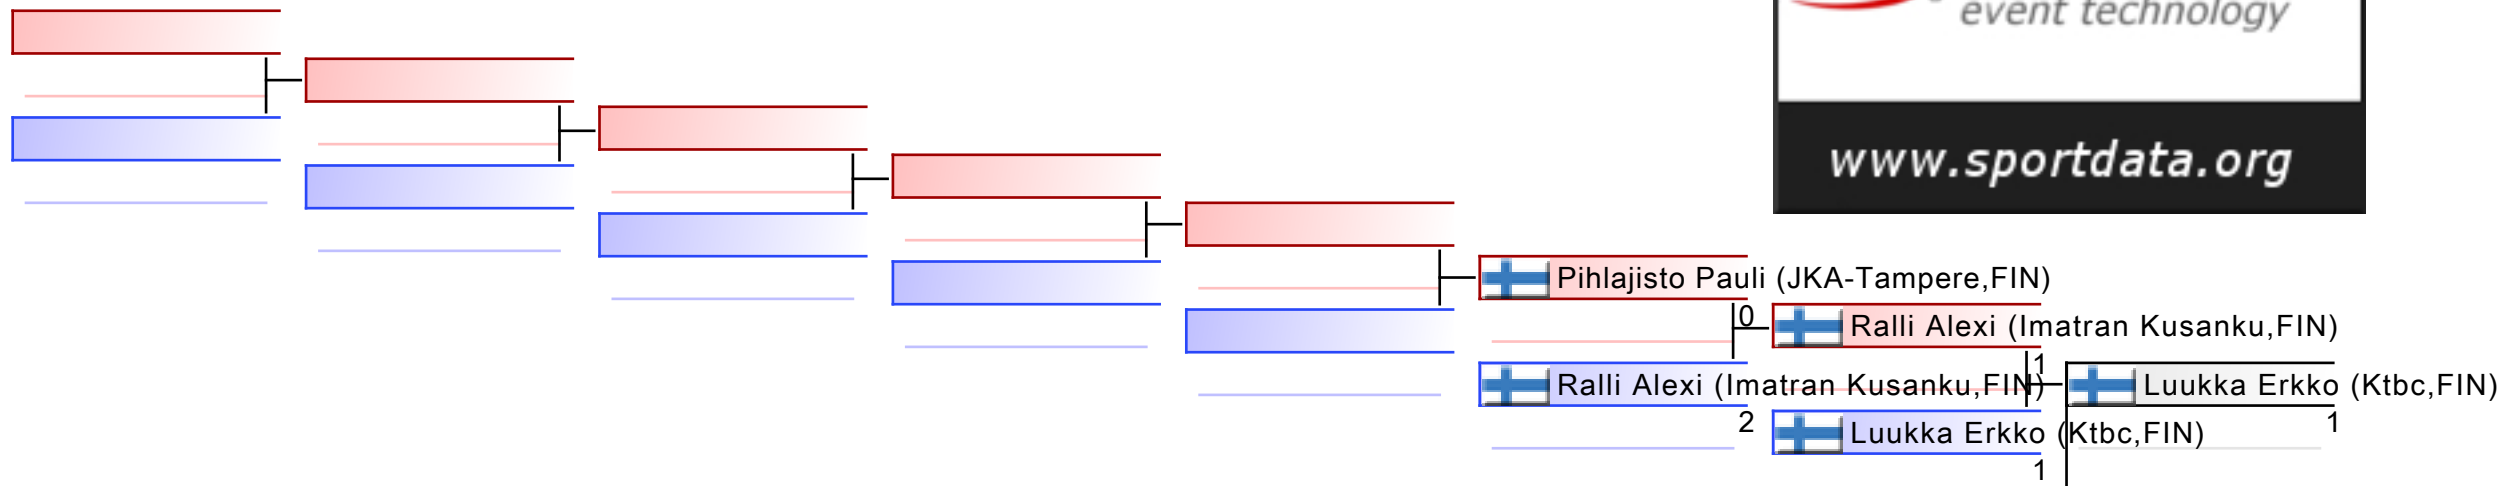 event technology
www.sportdata.org
Pihlajisto Pauli (JKA-Tampere,FIN)
0
Ralli Alexi (Imatran Kusanku,FIN)
1
Ralli Alexi (Imatran Kusanku,FIN)
2
Luukka Erkko (Ktbc,FIN)
1
Luukka Erkko (Ktbc,FIN)
1